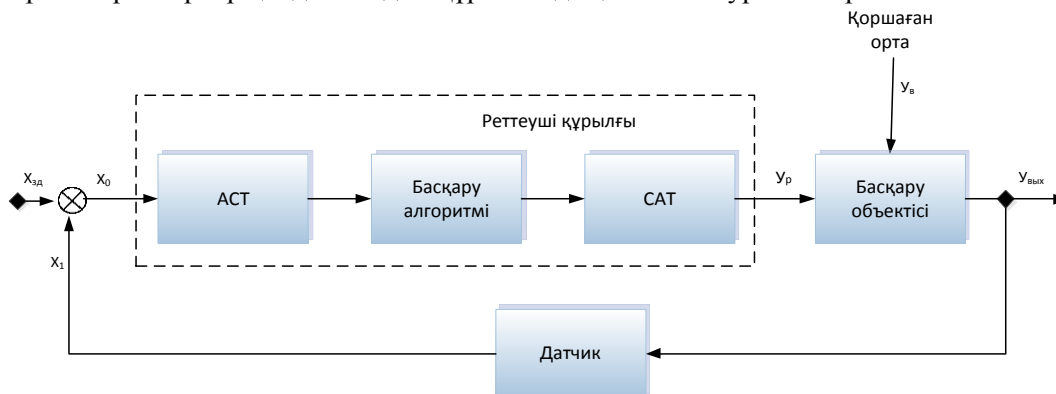 Қоршаған
орта
Ув
Реттеуші құрылғы
Хзд
Х0
АСТ
Басқару
алгоритмі
САТ
Ур
Басқару
объектісі
Увых
Х1
Датчик